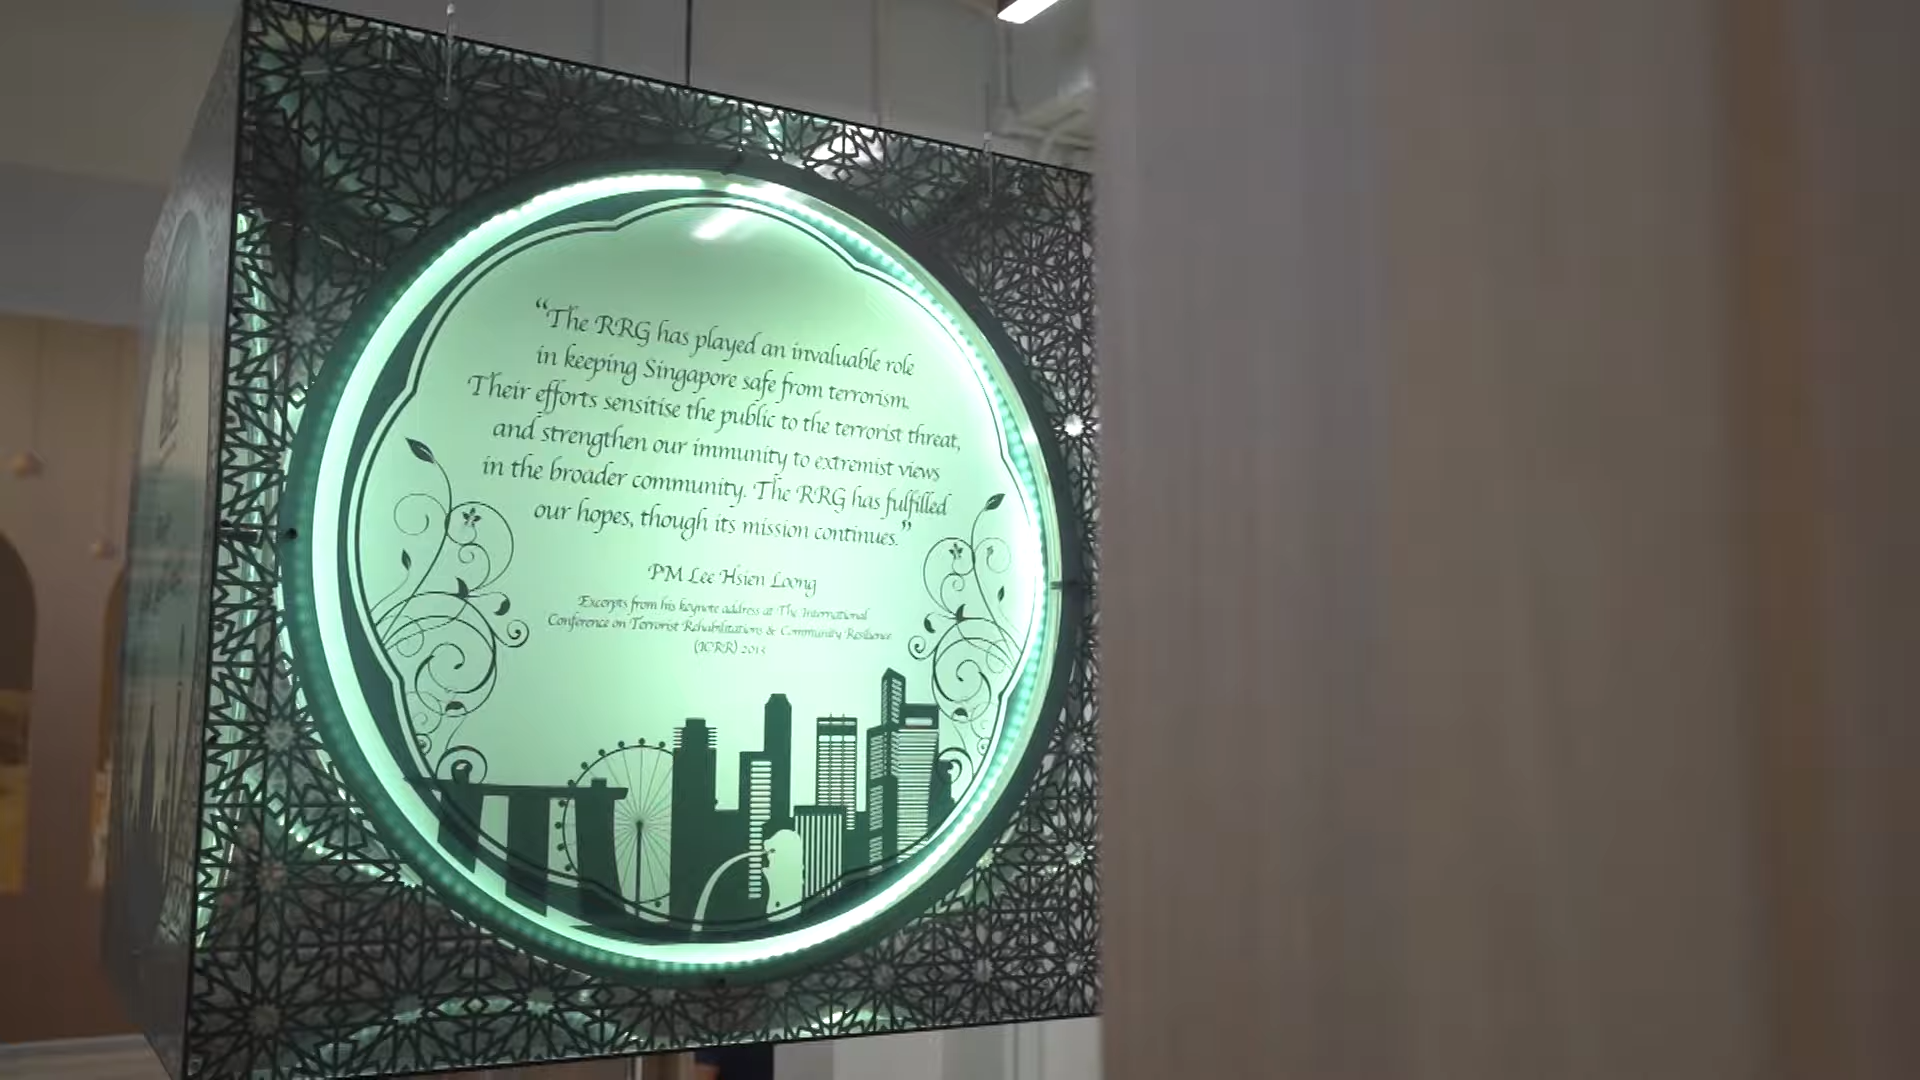 “The RRG has played an invaluable role
in keeping Singapore safe from terrorism.
Their efforts sensitise the public to the terrorist threat,
and strengthen our immunity to extremist views
in the broader community. The RRG has fulfilled
our hopes, though its mission continues.”
PM Lee Hsien Loong
Excerpts from his keynote address at The International
Conference on Terrorist Rehabilitations & Community Resilience
(ICRR) 2015